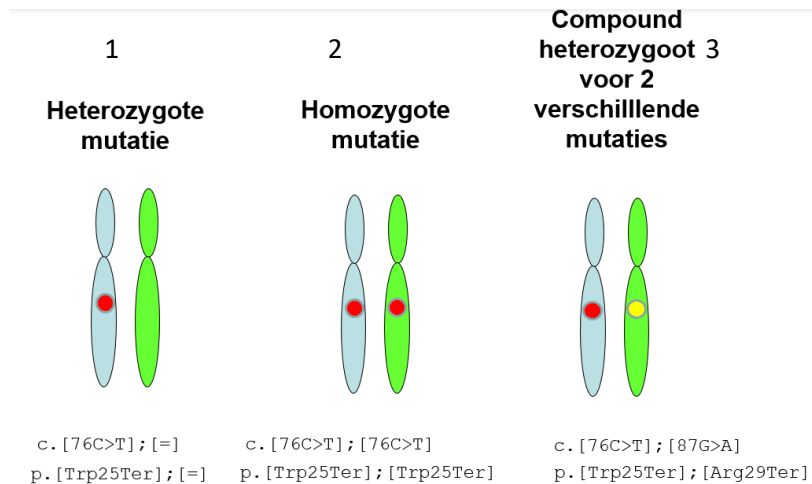 1
Heterozygote
mutatie
2
Homozygote
mutatie
Compound
heterozygoot 3
voor 2
verschilllende
mutaties
c.[76C>T];[=]
p.[Trp25Ter];[=]
c.[76C>T];[76C>T]
p.[Trp25Ter];[Trp25Ter]
c.[76C>T];[87G>A]
p.[Trp25Ter];[Arg29Ter]